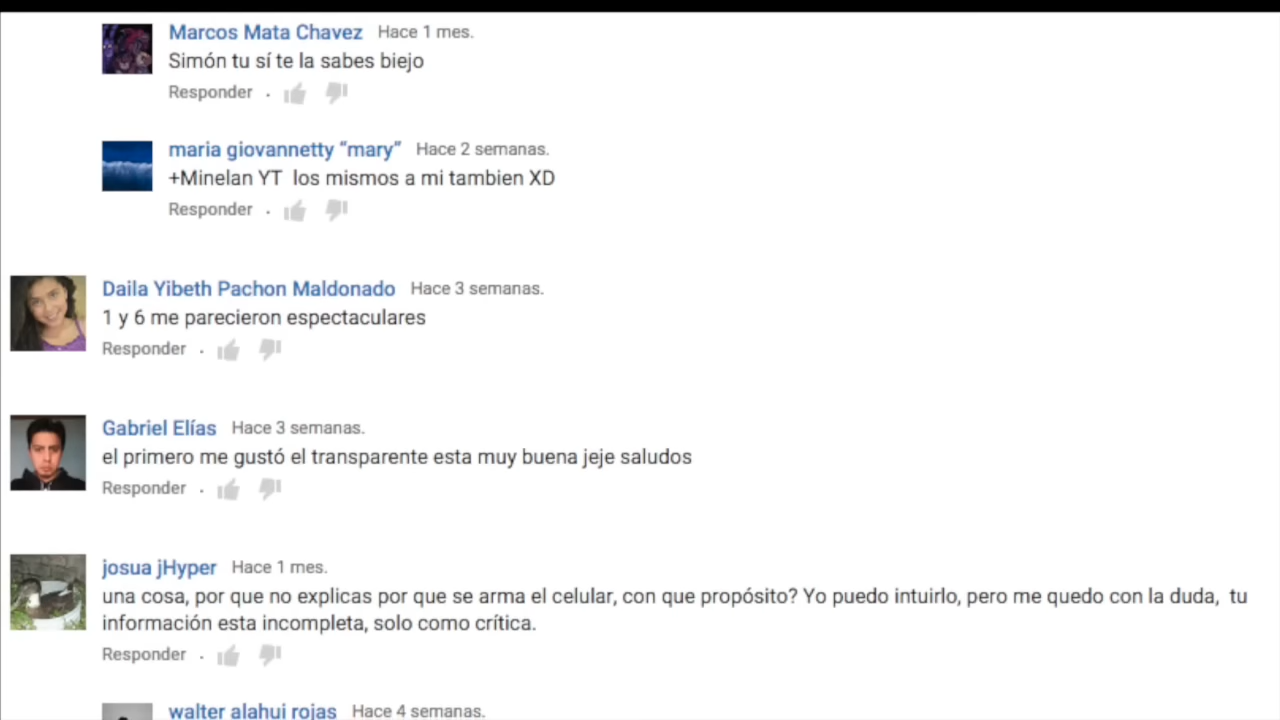 Marcos Mata Chavez Hace 1 mes.
Simón tu sí te la sabes biejo
Responder .
maria giovannetty “mary” Hace 2 semanas.
+Minelan YT los mismos a mi tambien XD
Responder .
Daila Yibeth Pachon Maldonado Hace 3 semanas.
1 y 6 me parecieron espectaculares
Responder .
Gabriel Elías Hace 3 semanas.
el primero me gustó el transparente esta muy buena jeje saludos
Responder .
josua jHyper Hace 1 mes.
una cosa, por que no explicas por que se arma el celular, con que propósito? Yo puedo intuirlo, pero me quedo con la duda, tu
información esta incompleta, solo como crítica.
Responder .
walter alahui rojas Hace 4 semanas.